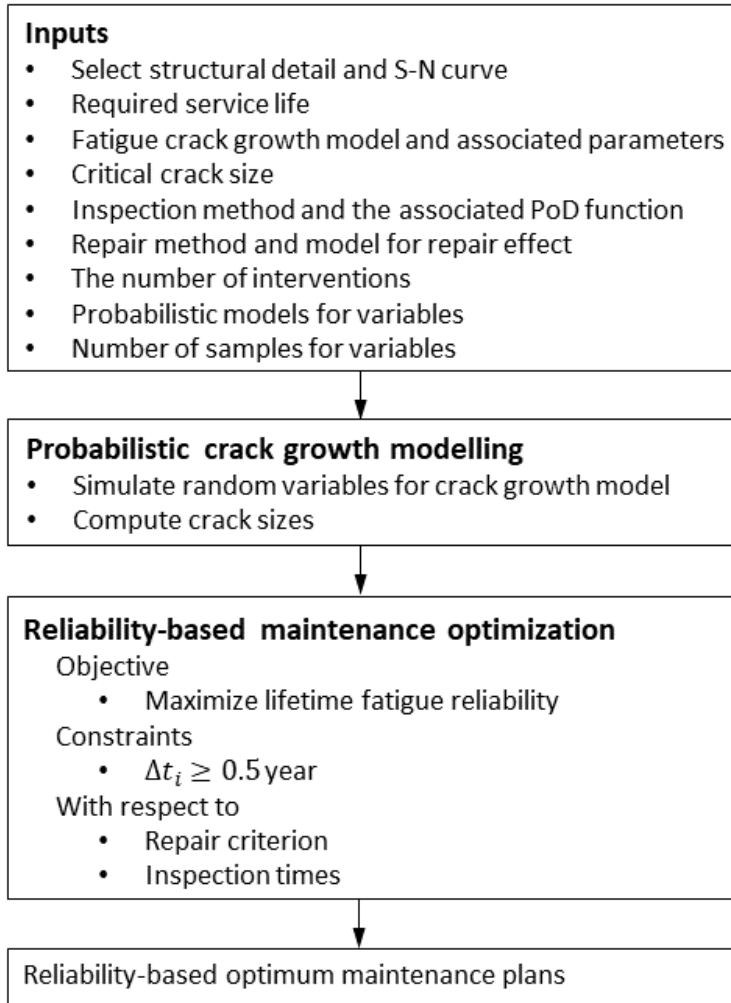 Inputs
• Select structural detail and S-N curve
• Required service life
• Fatigue crack growth model and associated parameters
• Critical crack size
• Inspection method and the associated PoD function
• Repair method and model for repair effect
• The number of interventions
• Probabilistic models for variables
• Number of samples for variables
Probabilistic crack growth modelling
• Simulate random variables for crack growth model
• Compute crack sizes
Reliability-based maintenance optimization
Objective
• Maximize lifetime fatigue reliability
Constraints
• Δtᵢ ≥ 0.5 year
With respect to
• Repair criterion
• Inspection times
Reliability-based optimum maintenance plans